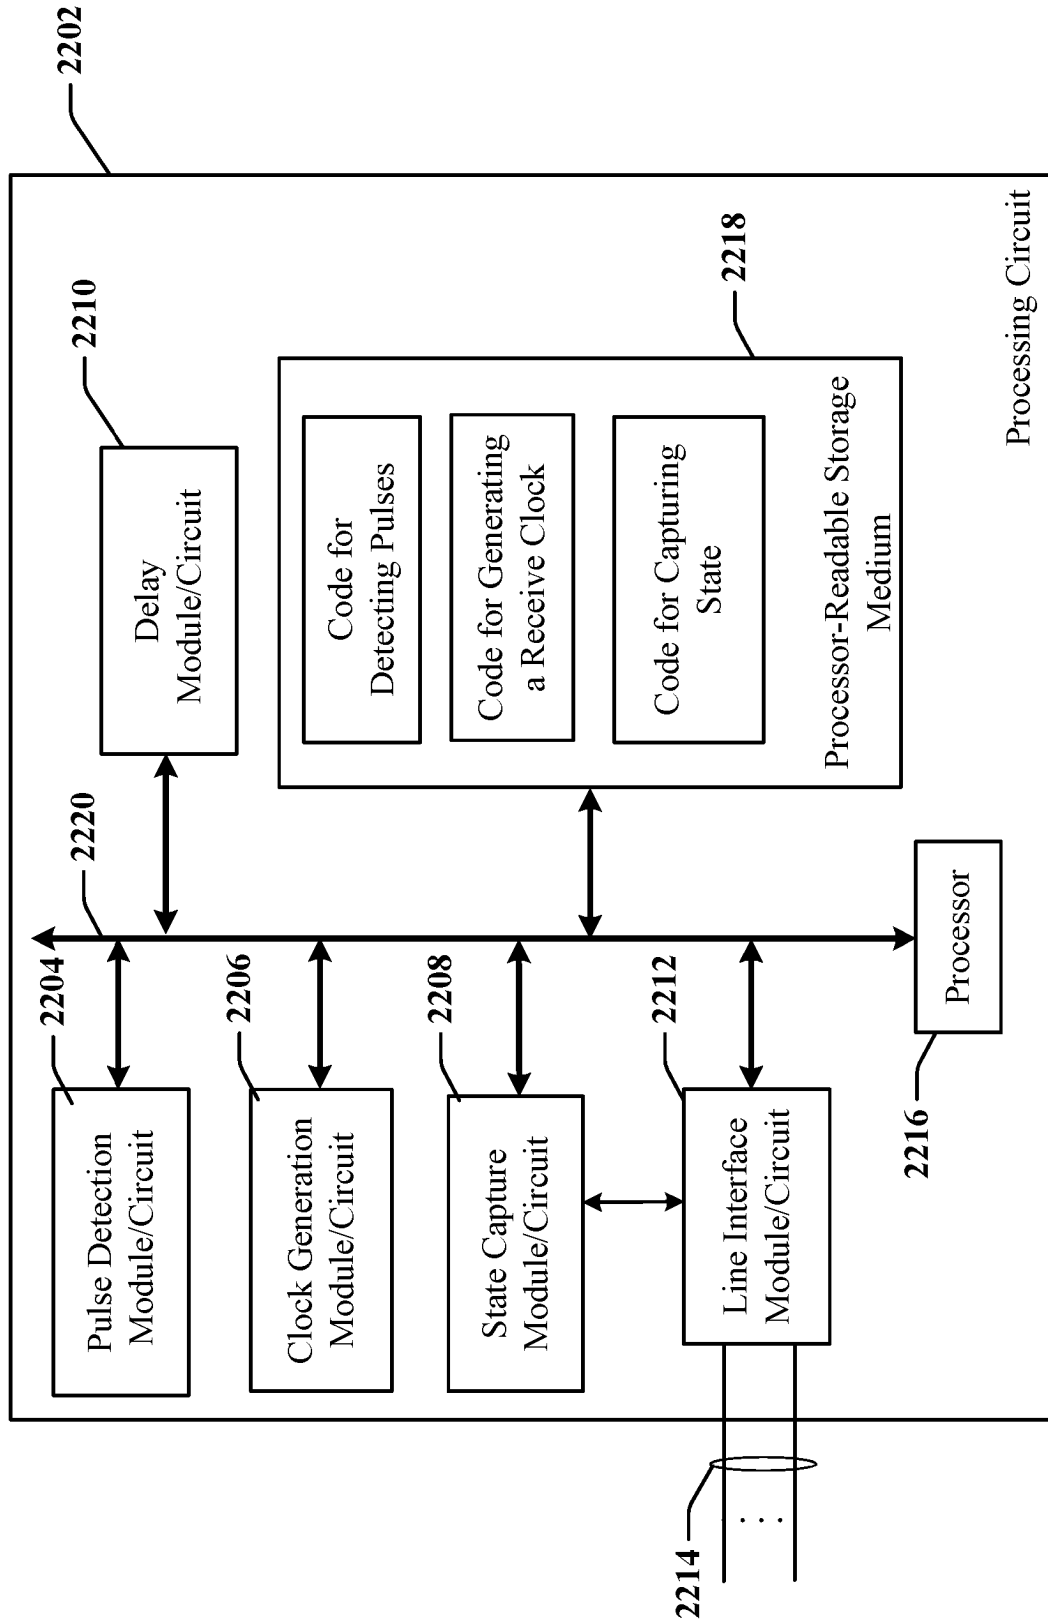 2202
2210
Delay
Module/Circuit
2220
2204
Pulse Detection
Module/Circuit
2206
Clock Generation
Module/Circuit
2208
State Capture
Module/Circuit
2212
Line Interface
Module/Circuit
2214
. . .
2216
Processor
2218
Code for
Detecting Pulses
Code for Generating
a Receive Clock
Code for Capturing
State
Processor-Readable Storage
Medium
Processing Circuit